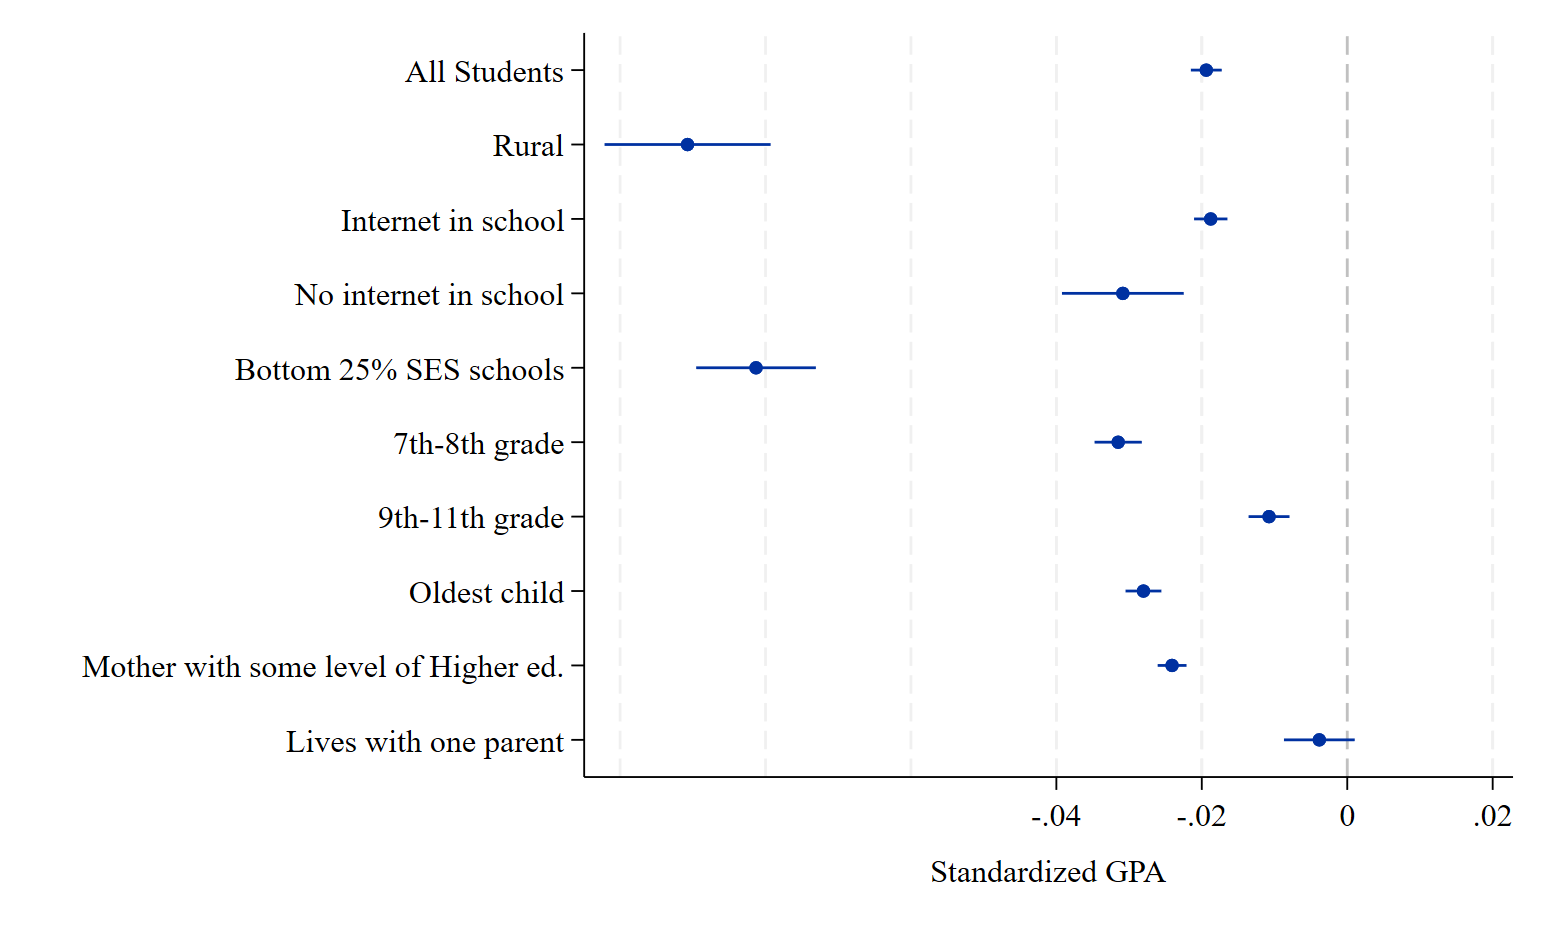 All Students
Rural
Internet in school
No internet in school
Bottom 25% SES schools
7th-8th grade
9th-11th grade
Oldest child
Mother with some level of Higher ed.
Lives with one parent
-.04 -.02 0 .02
Standardized GPA